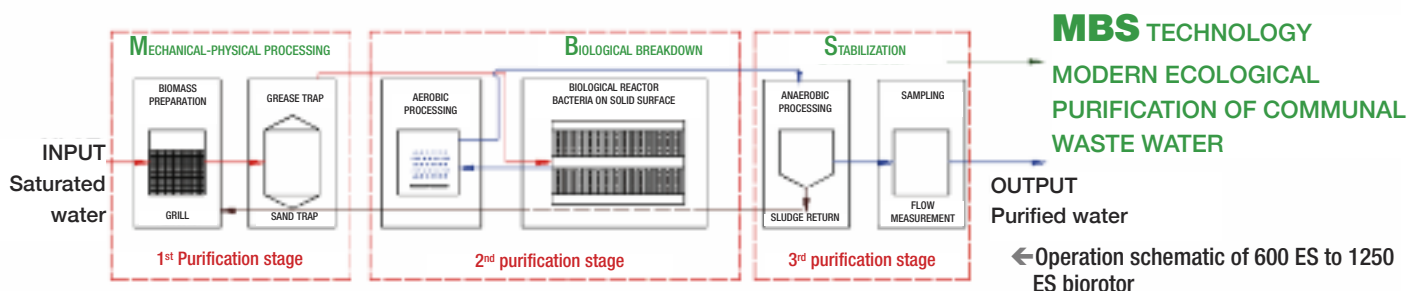 MECHANICAL-PHYSICAL PROCESSING
BIOMASS
PREPARATION
GRILL
GREASE TRAP
SAND TRAP
INPUT
Saturated
water
1st Purification stage
BIOLOGICAL BREAKDOWN
AEROBIC
PROCESSING
BIOLOGICAL REACTOR
BACTERIA ON SOLID SURFACE
2nd purification stage
STABILIZATION
ANAEROBIC
PROCESSING
SLUDGE RETURN
SAMPLING
FLOW
MEASUREMENT
3rd purification stage
MBS TECHNOLOGY
MODERN ECOLOGICAL
PURIFICATION OF COMMUNAL
WASTE WATER
OUTPUT
Purified water
←Operation schematic of 600 ES to 1250
ES biorotor